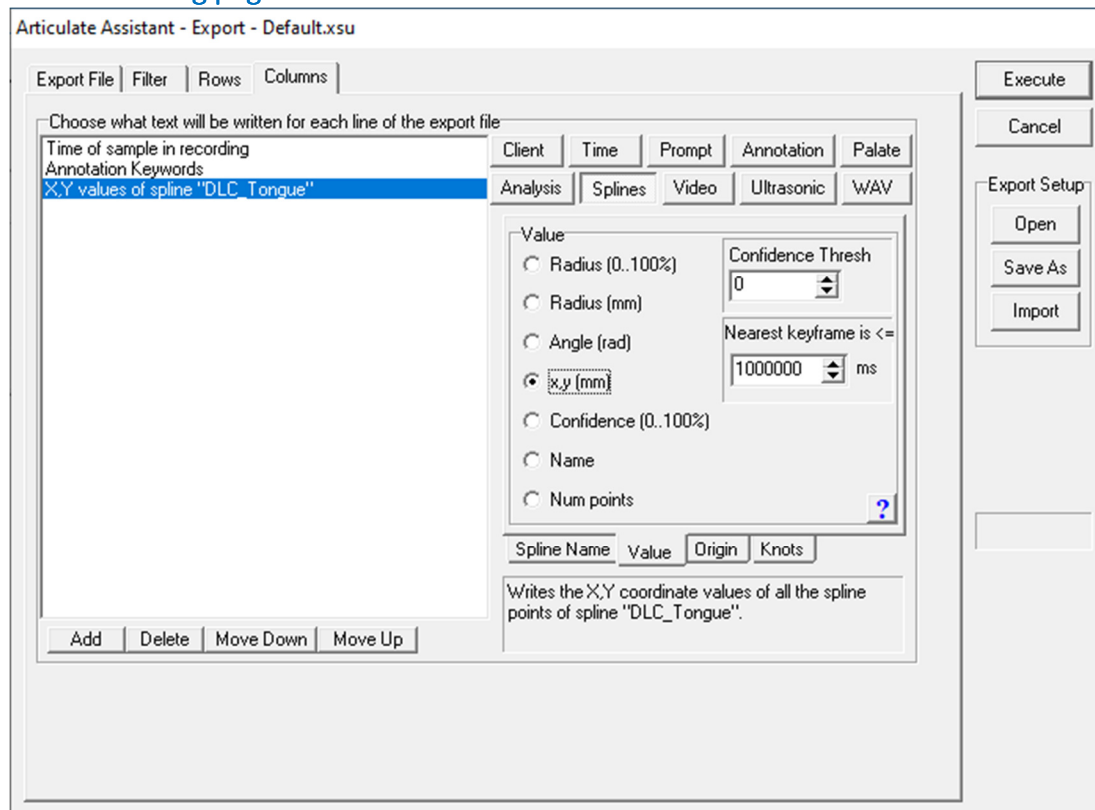 Articulate Assistant - Export - Default.xsu
Export File Filter Rows Columns
Execute
Cancel
Export Setup
Open
Save As
Import
Choose what text will be written for each line of the export file
Time of sample in recording
Annotation Keywords
X,Y values of spline "DLC_Tongue"
Client Time Prompt Annotation Palate
Analysis Splines Video Ultrasonic WAV
Value
Radius (0..100%)
Radius (mm)
Angle (rad)
x,y (mm)
Confidence (0..100%)
Name
Num points
Confidence Thresh
0
Nearest keyframe is <=
1000000 ms
?
Spline Name Value Origin Knots
Writes the X,Y coordinate values of all the spline
points of spline "DLC_Tongue".
Add Delete Move Down Move Up